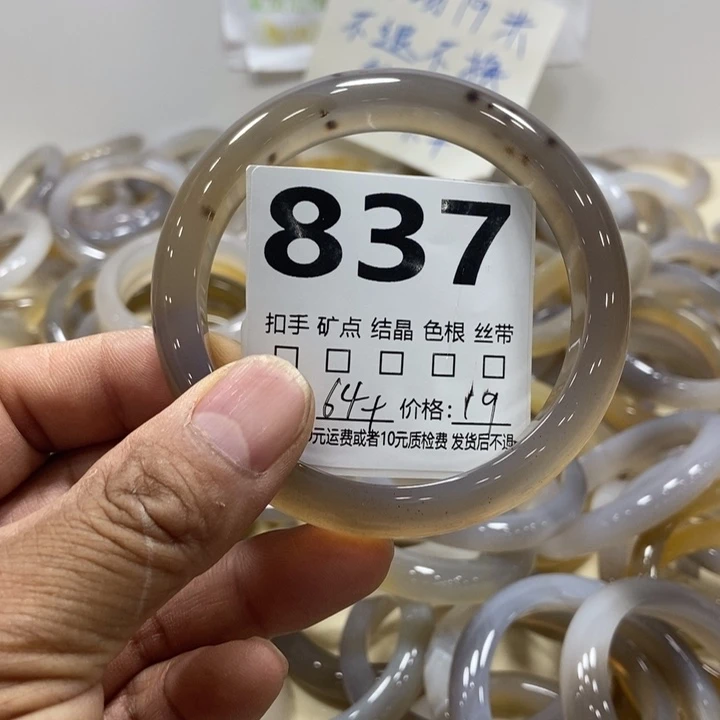 不退不换
837
扣手 矿点 结晶 色根 丝带
64+ 价格:19
元运费或者10元质检费 发货后不退